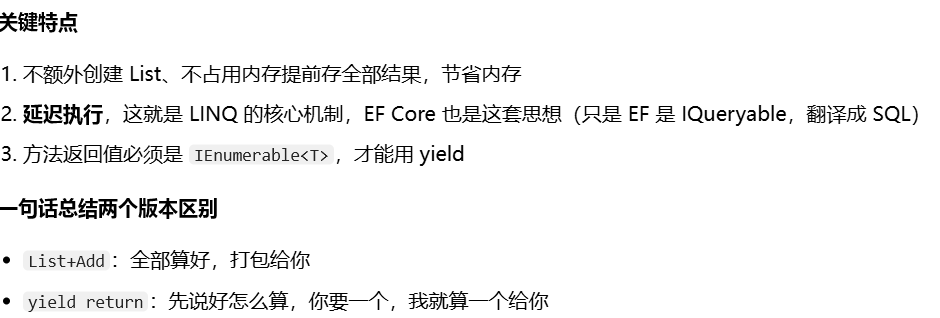 关键特点
1. 不额外创建 List、不占用内存提前存全部结果，节省内存
2. 延迟执行，这就是 LINQ 的核心机制，EF Core 也是这套思想（只是 EF 是 IQueryable，翻译成 SQL）
3. 方法返回值必须是 IEnumerable<T>，才能用 yield
一句话总结两个版本区别
• List+Add：全部算好，打包给你
• yield return：先说好怎么算，你要一个，我就算一个给你